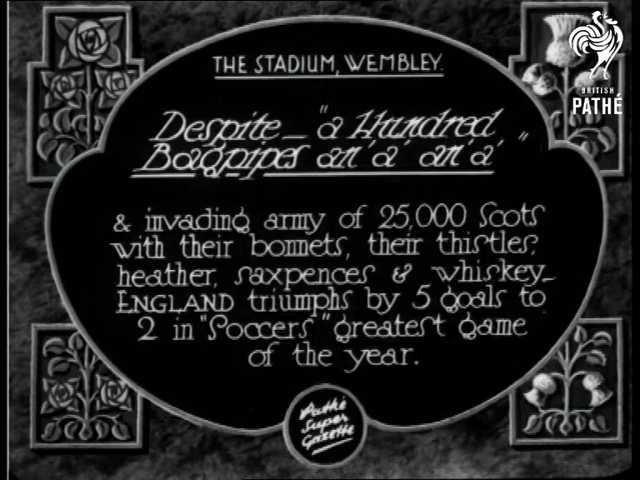 THE STADIUM, WEMBLEY.
BRITISH
PATHÉ
Despite — "a Hundred
Bagpipes an' a' an' a' "
& invading army of 25,000 Scots
with their bonnets, their thistles,
heather, saxpences & whiskey—
ENGLAND triumphs by 5 goals to
2 in "Soccers" greatest game
of the year.
Pathé
Super
Gazette